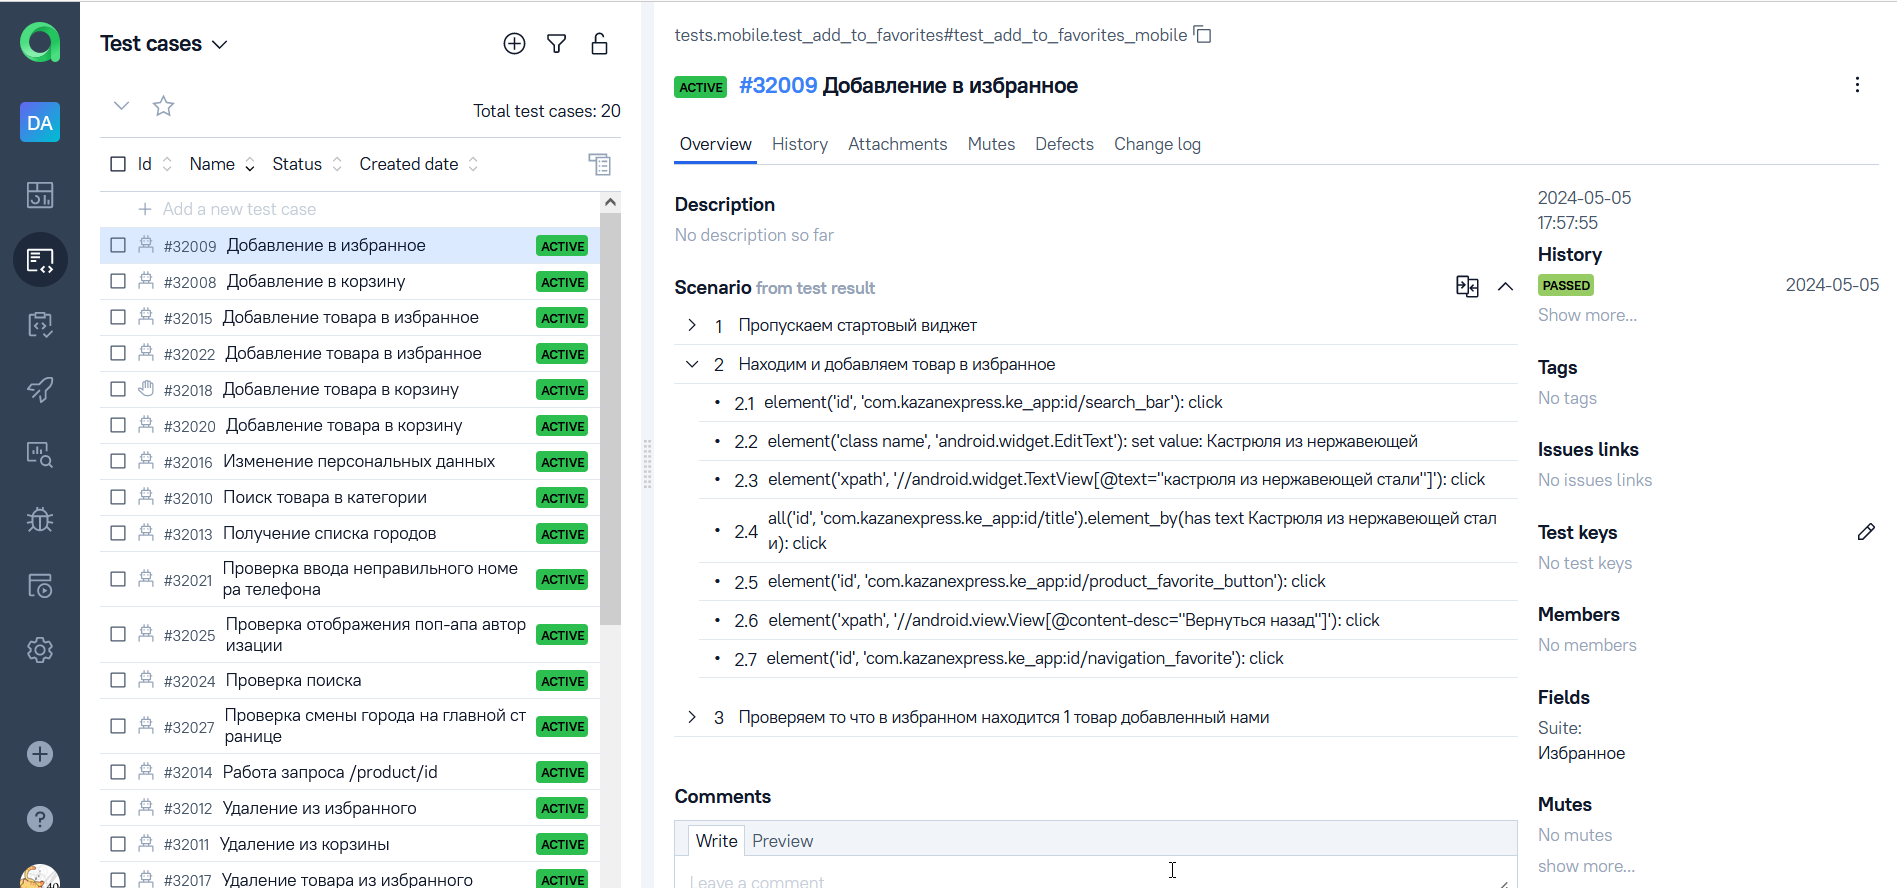 DA
Test cases
Total test cases: 20
Id Name Status Created date
Add a new test case
#32009 Добавление в избранное ACTIVE
#32008 Добавление в корзину ACTIVE
#32015 Добавление товара в избранное ACTIVE
#32022 Добавление товара в избранное ACTIVE
#32018 Добавление товара в корзину ACTIVE
#32020 Добавление товара в корзину ACTIVE
#32016 Изменение персональных данных ACTIVE
#32010 Поиск товара в категории ACTIVE
#32013 Получение списка городов ACTIVE
#32021 Проверка ввода неправильного номе
ра телефона ACTIVE
#32025 Проверка отображения поп-апа автор
изации ACTIVE
#32024 Проверка поиска ACTIVE
#32027 Проверка смены города на главной ст
ранице ACTIVE
#32014 Работа запроса /product/id ACTIVE
#32012 Удаление из избранного ACTIVE
#32011 Удаление из корзины ACTIVE
#32017 Удаление товара из избранного ACTIVE
tests.mobile.test_add_to_favorites#test_add_to_favorites_mobile
ACTIVE #32009 Добавление в избранное
Overview History Attachments Mutes Defects Change log
Description
No description so far
Scenario from test result
1 Пропускаем стартовый виджет
2 Находим и добавляем товар в избранное
• 2.1 element('id', 'com.kazanexpress.ke_app:id/search_bar'): click
• 2.2 element('class name', 'android.widget.EditText'): set value: Кастрюля из нержавеющей
• 2.3 element('xpath', '//android.widget.TextView[@text="кастрюля из нержавеющей стали"]'): click
• 2.4 all('id', 'com.kazanexpress.ke_app:id/title').element_by(has text Кастрюля из нержавеющей стал
и): click
• 2.5 element('id', 'com.kazanexpress.ke_app:id/product_favorite_button'): click
• 2.6 element('xpath', '//android.view.View[@content-desc="Вернуться назад"]'): click
• 2.7 element('id', 'com.kazanexpress.ke_app:id/navigation_favorite'): click
3 Проверяем то что в избранном находится 1 товар добавленный нами
Comments
Write Preview
Leave a comment
2024-05-05
17:57:55
History
PASSED 2024-05-05
Show more...
Tags
No tags
Issues links
No issues links
Test keys
No test keys
Members
No members
Fields
Suite:
Избранное
Mutes
No mutes
show more...